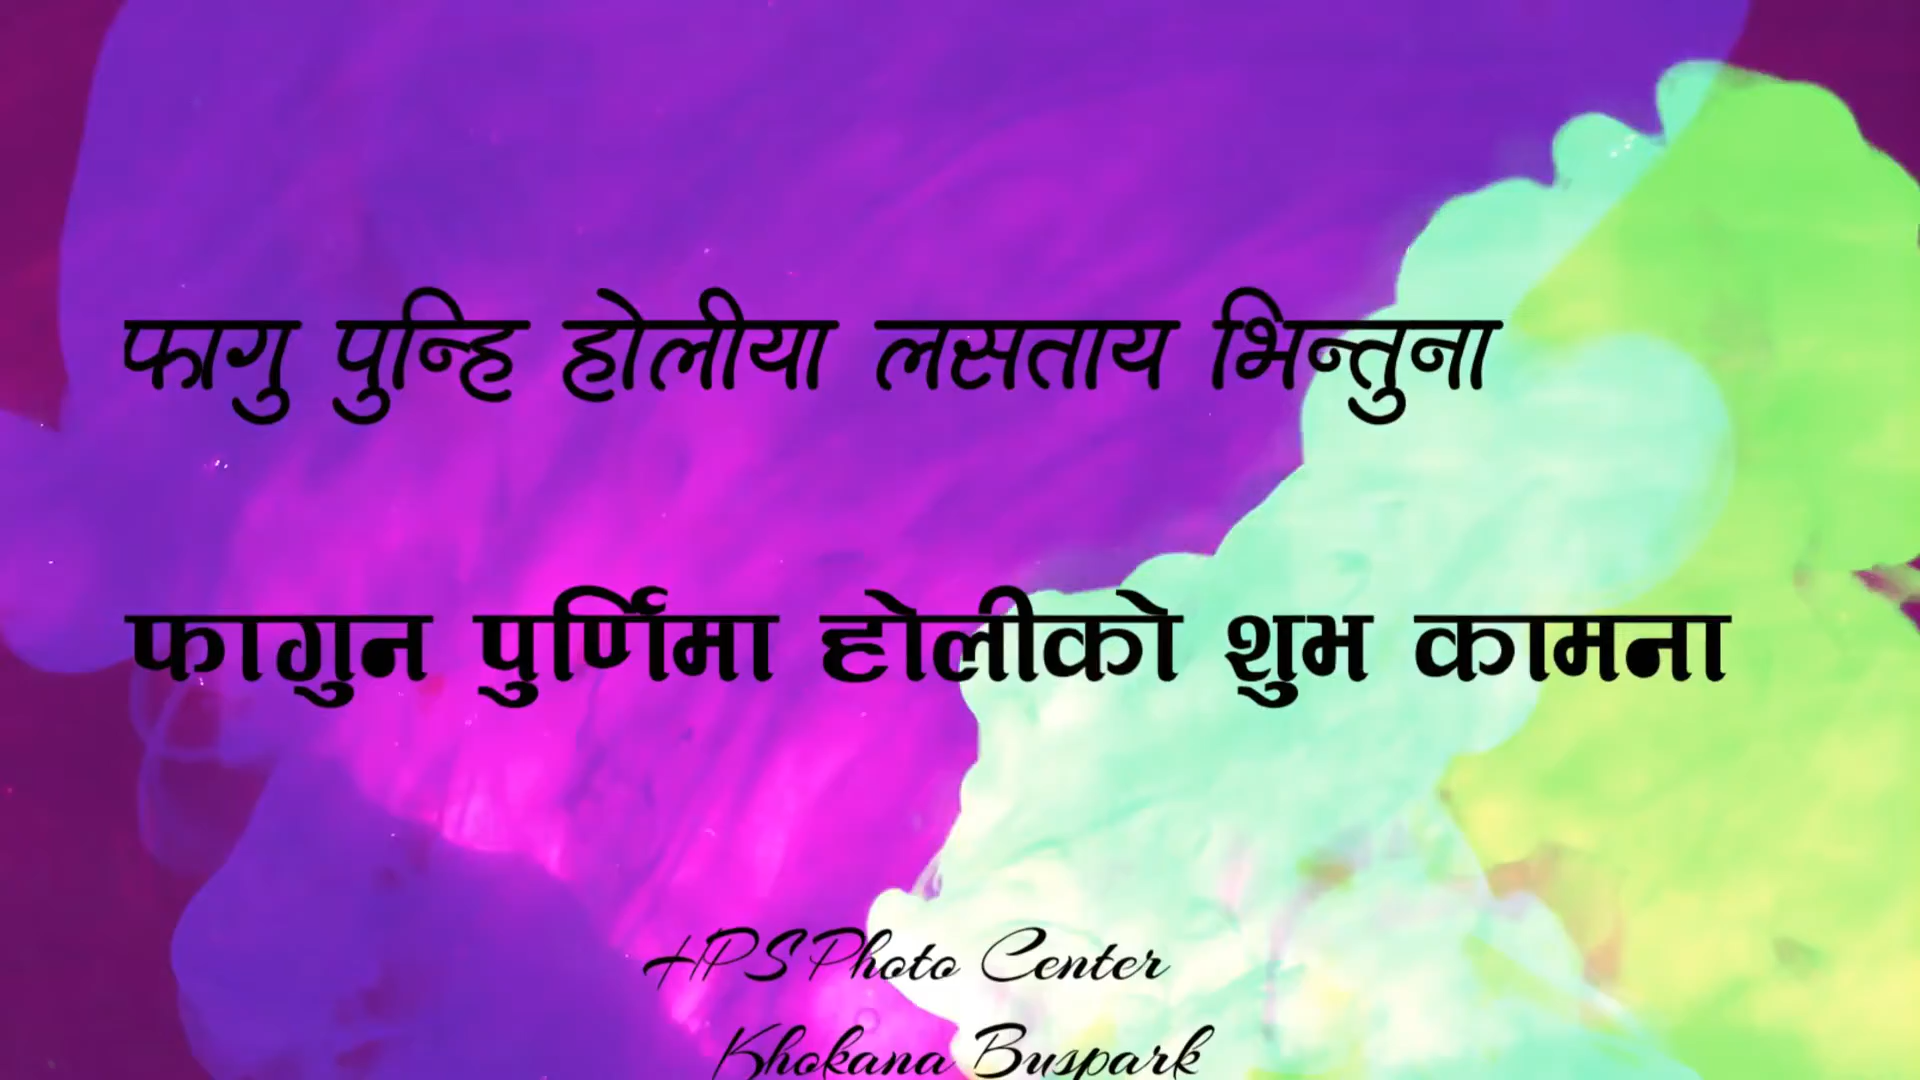 फागु पुन्हि होलीया लसताय भिन्तुना
फागुन पुर्णिमा होलीको शुभ कामना
HPS Photo Center
Khokana Buspark